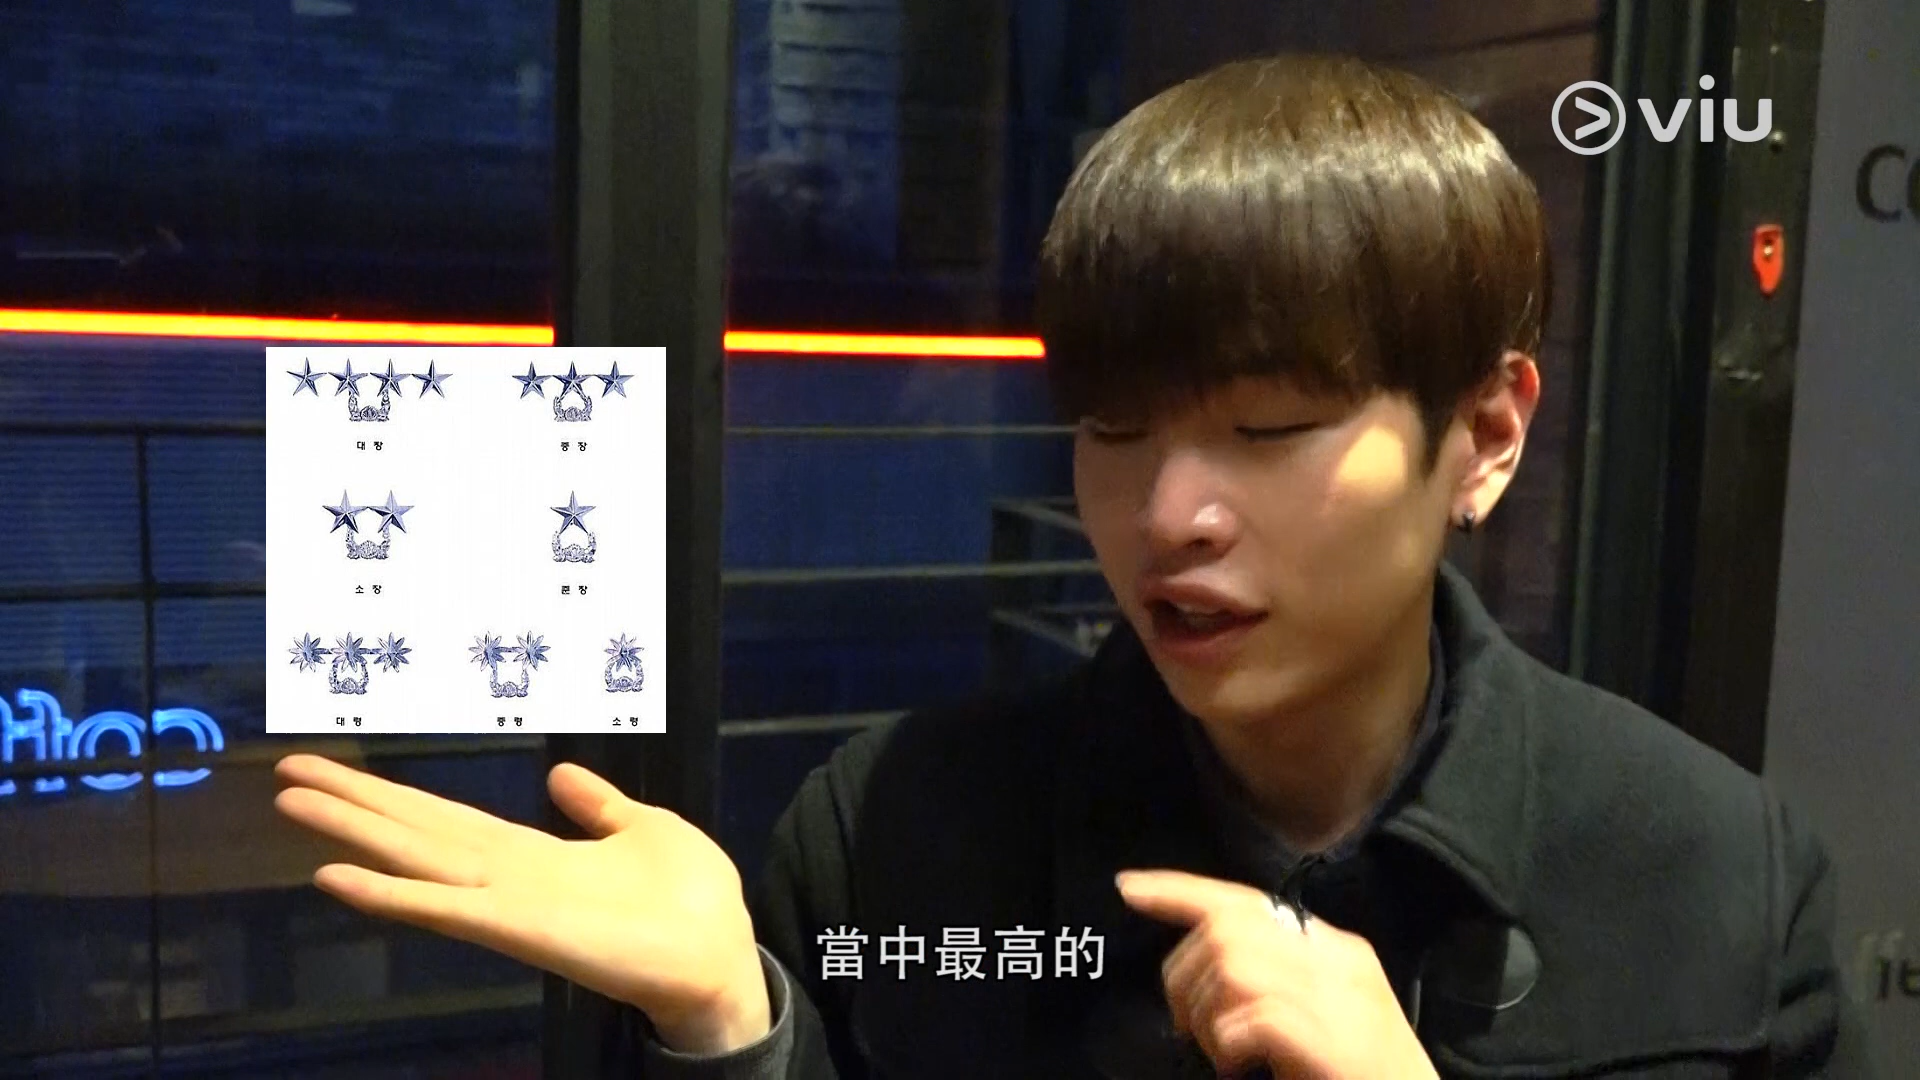 viu
대 장
중 장
소 장
준 장
대 령
중 령
소 령
當中最高的